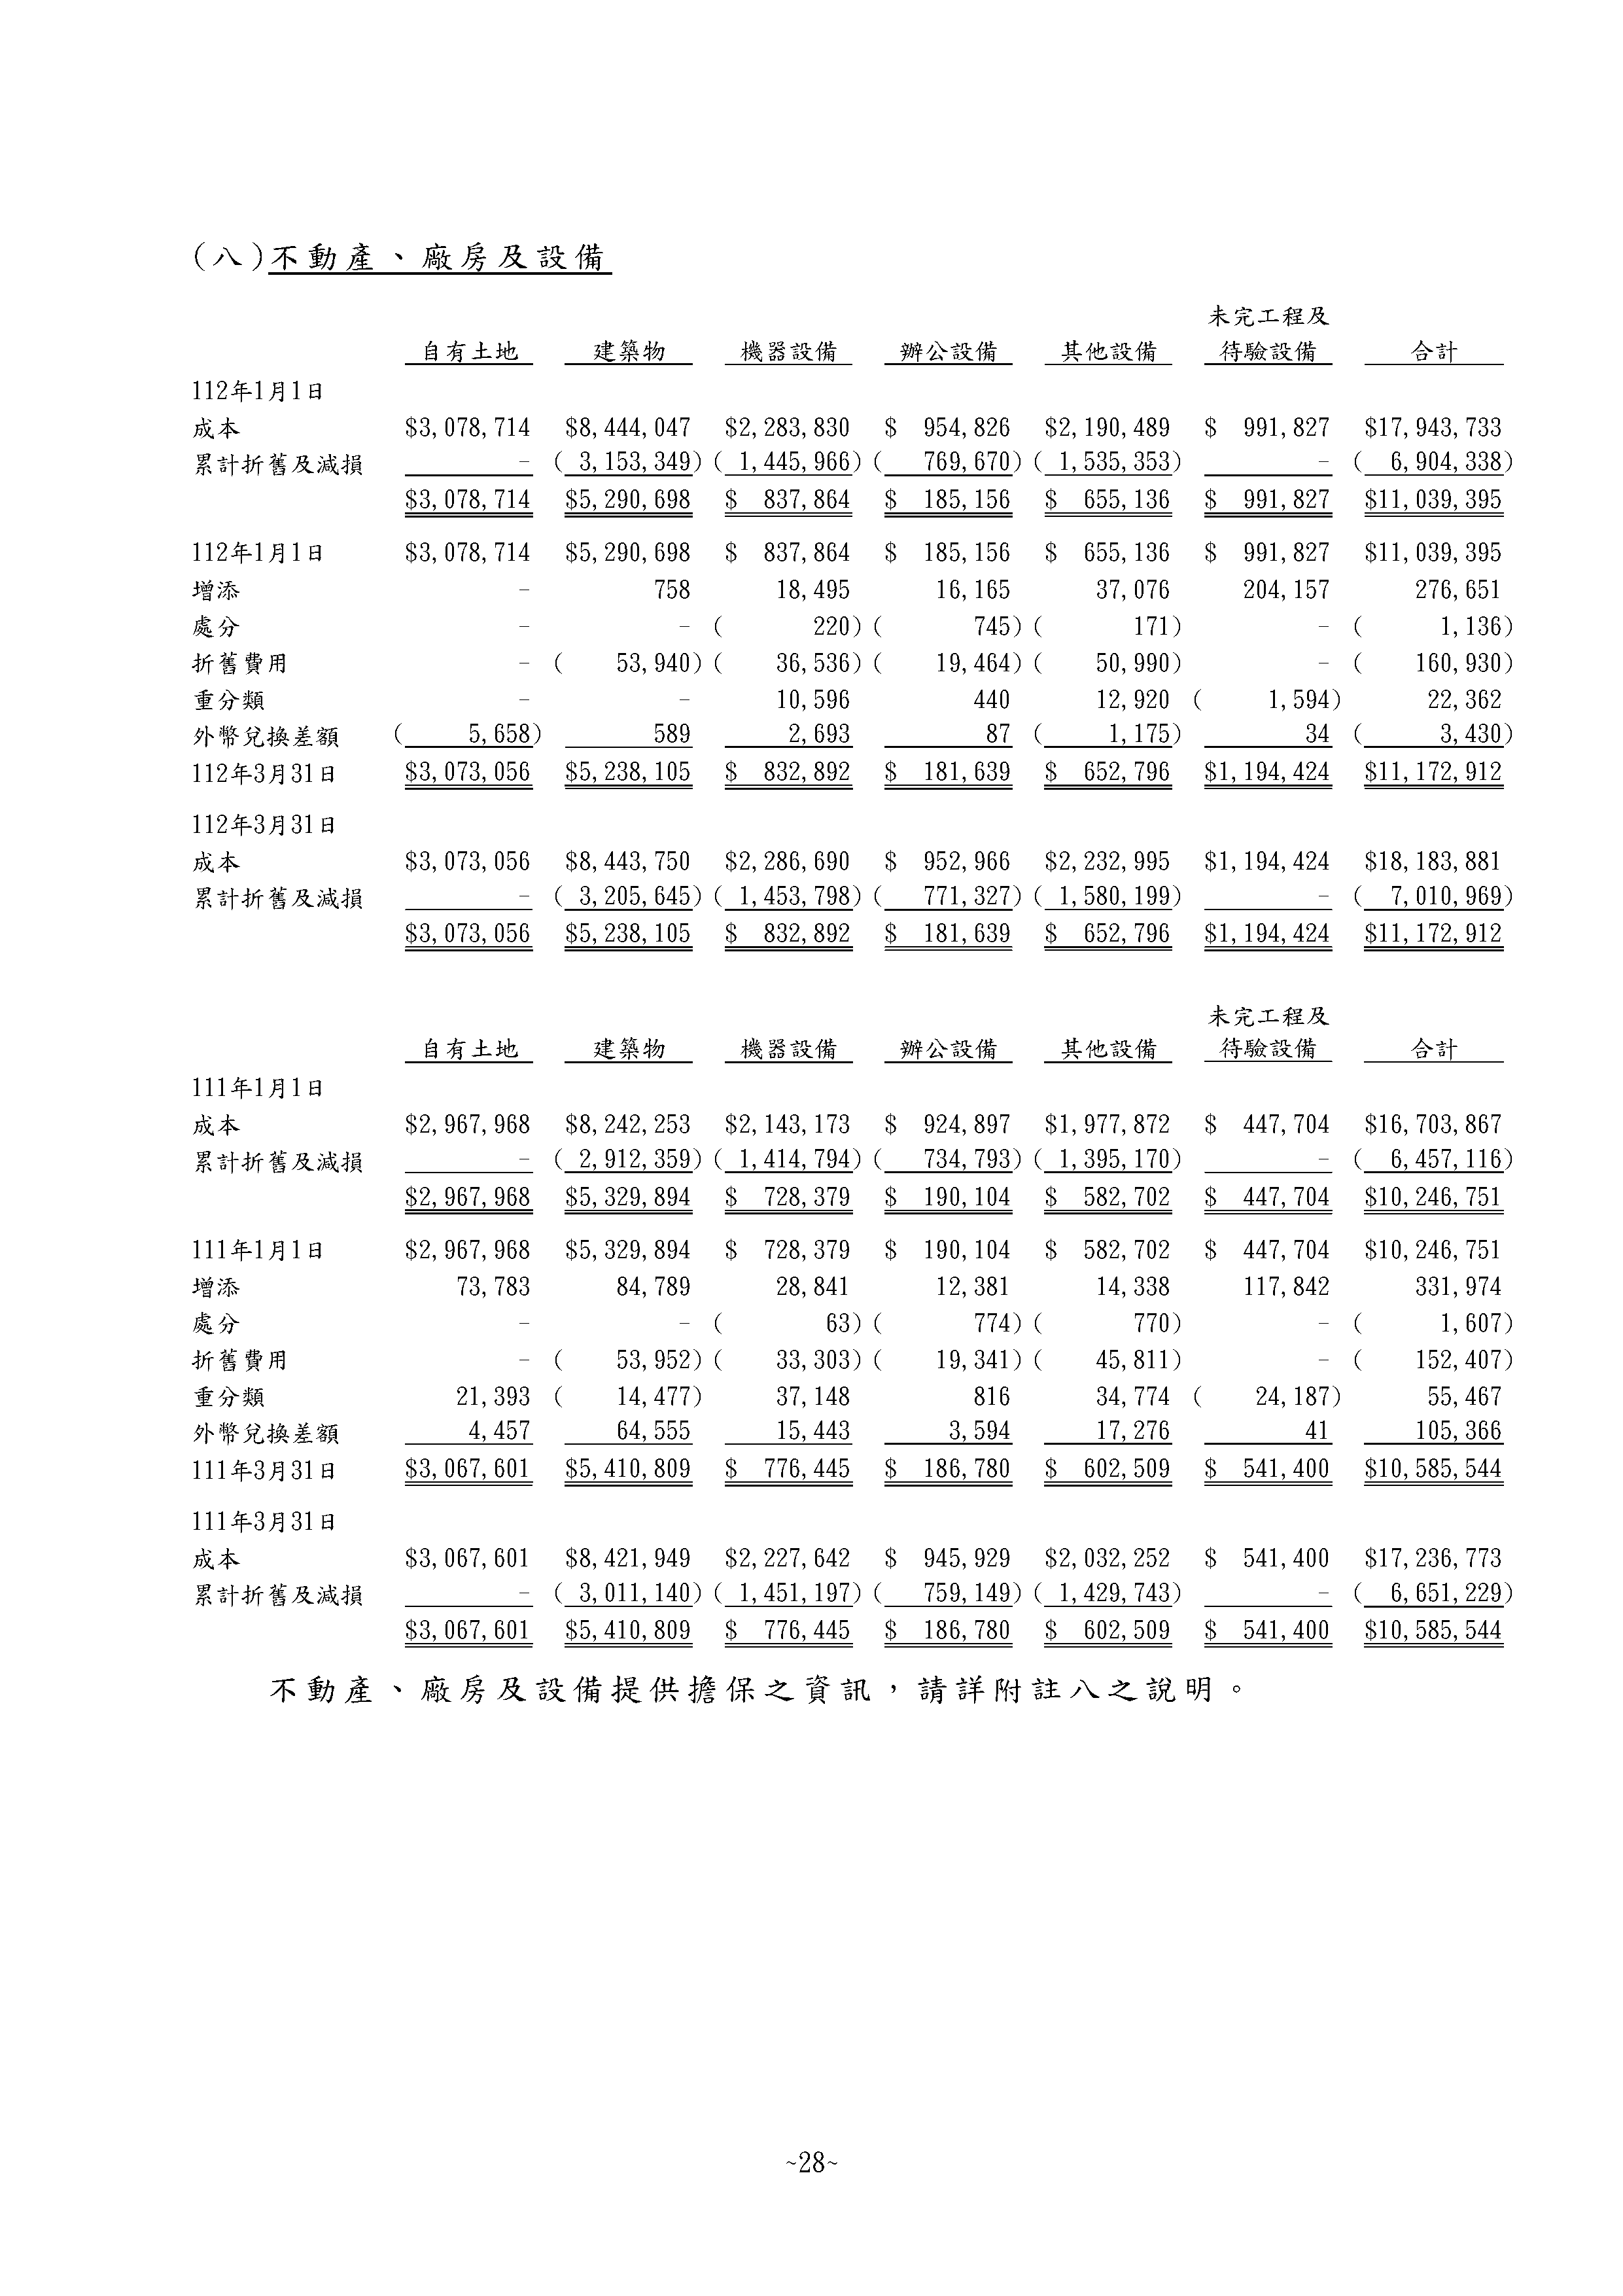 (八)不動產、廠房及設備
未完工程及
自有土地 建築物 機器設備 辦公設備 其他設備 待驗設備 合計
112年1月1日
成本 $3,078,714 $8,444,047 $2,283,830 $ 954,826 $2,190,489 $ 991,827 $17,943,733
累計折舊及減損 - ( 3,153,349) ( 1,445,966) ( 769,670) ( 1,535,353) - ( 6,904,338)
$3,078,714 $5,290,698 $ 837,864 $ 185,156 $ 655,136 $ 991,827 $11,039,395
112年1月1日 $3,078,714 $5,290,698 $ 837,864 $ 185,156 $ 655,136 $ 991,827 $11,039,395
增添 - 758 18,495 16,165 37,076 204,157 276,651
處分 - - ( 220) ( 745) ( 171) - ( 1,136)
折舊費用 - ( 53,940) ( 36,536) ( 19,464) ( 50,990) - ( 160,930)
重分類 - - 10,596 440 12,920 ( 1,594) 22,362
外幣兌換差額 ( 5,658) 589 2,693 87 ( 1,175) 34 ( 3,430)
112年3月31日 $3,073,056 $5,238,105 $ 832,892 $ 181,639 $ 652,796 $1,194,424 $11,172,912
112年3月31日
成本 $3,073,056 $8,443,750 $2,286,690 $ 952,966 $2,232,995 $1,194,424 $18,183,881
累計折舊及減損 - ( 3,205,645) ( 1,453,798) ( 771,327) ( 1,580,199) - ( 7,010,969)
$3,073,056 $5,238,105 $ 832,892 $ 181,639 $ 652,796 $1,194,424 $11,172,912
未完工程及
自有土地 建築物 機器設備 辦公設備 其他設備 待驗設備 合計
111年1月1日
成本 $2,967,968 $8,242,253 $2,143,173 $ 924,897 $1,977,872 $ 447,704 $16,703,867
累計折舊及減損 - ( 2,912,359) ( 1,414,794) ( 734,793) ( 1,395,170) - ( 6,457,116)
$2,967,968 $5,329,894 $ 728,379 $ 190,104 $ 582,702 $ 447,704 $10,246,751
111年1月1日 $2,967,968 $5,329,894 $ 728,379 $ 190,104 $ 582,702 $ 447,704 $10,246,751
增添 73,783 84,789 28,841 12,381 14,338 117,842 331,974
處分 - - ( 63) ( 774) ( 770) - ( 1,607)
折舊費用 - ( 53,952) ( 33,303) ( 19,341) ( 45,811) - ( 152,407)
重分類 21,393 ( 14,477) 37,148 816 34,774 ( 24,187) 55,467
外幣兌換差額 4,457 64,555 15,443 3,594 17,276 41 105,366
111年3月31日 $3,067,601 $5,410,809 $ 776,445 $ 186,780 $ 602,509 $ 541,400 $10,585,544
111年3月31日
成本 $3,067,601 $8,421,949 $2,227,642 $ 945,929 $2,032,252 $ 541,400 $17,236,773
累計折舊及減損 - ( 3,011,140) ( 1,451,197) ( 759,149) ( 1,429,743) - ( 6,651,229)
$3,067,601 $5,410,809 $ 776,445 $ 186,780 $ 602,509 $ 541,400 $10,585,544
不動產、廠房及設備提供擔保之資訊，請詳附註八之說明。
~28~